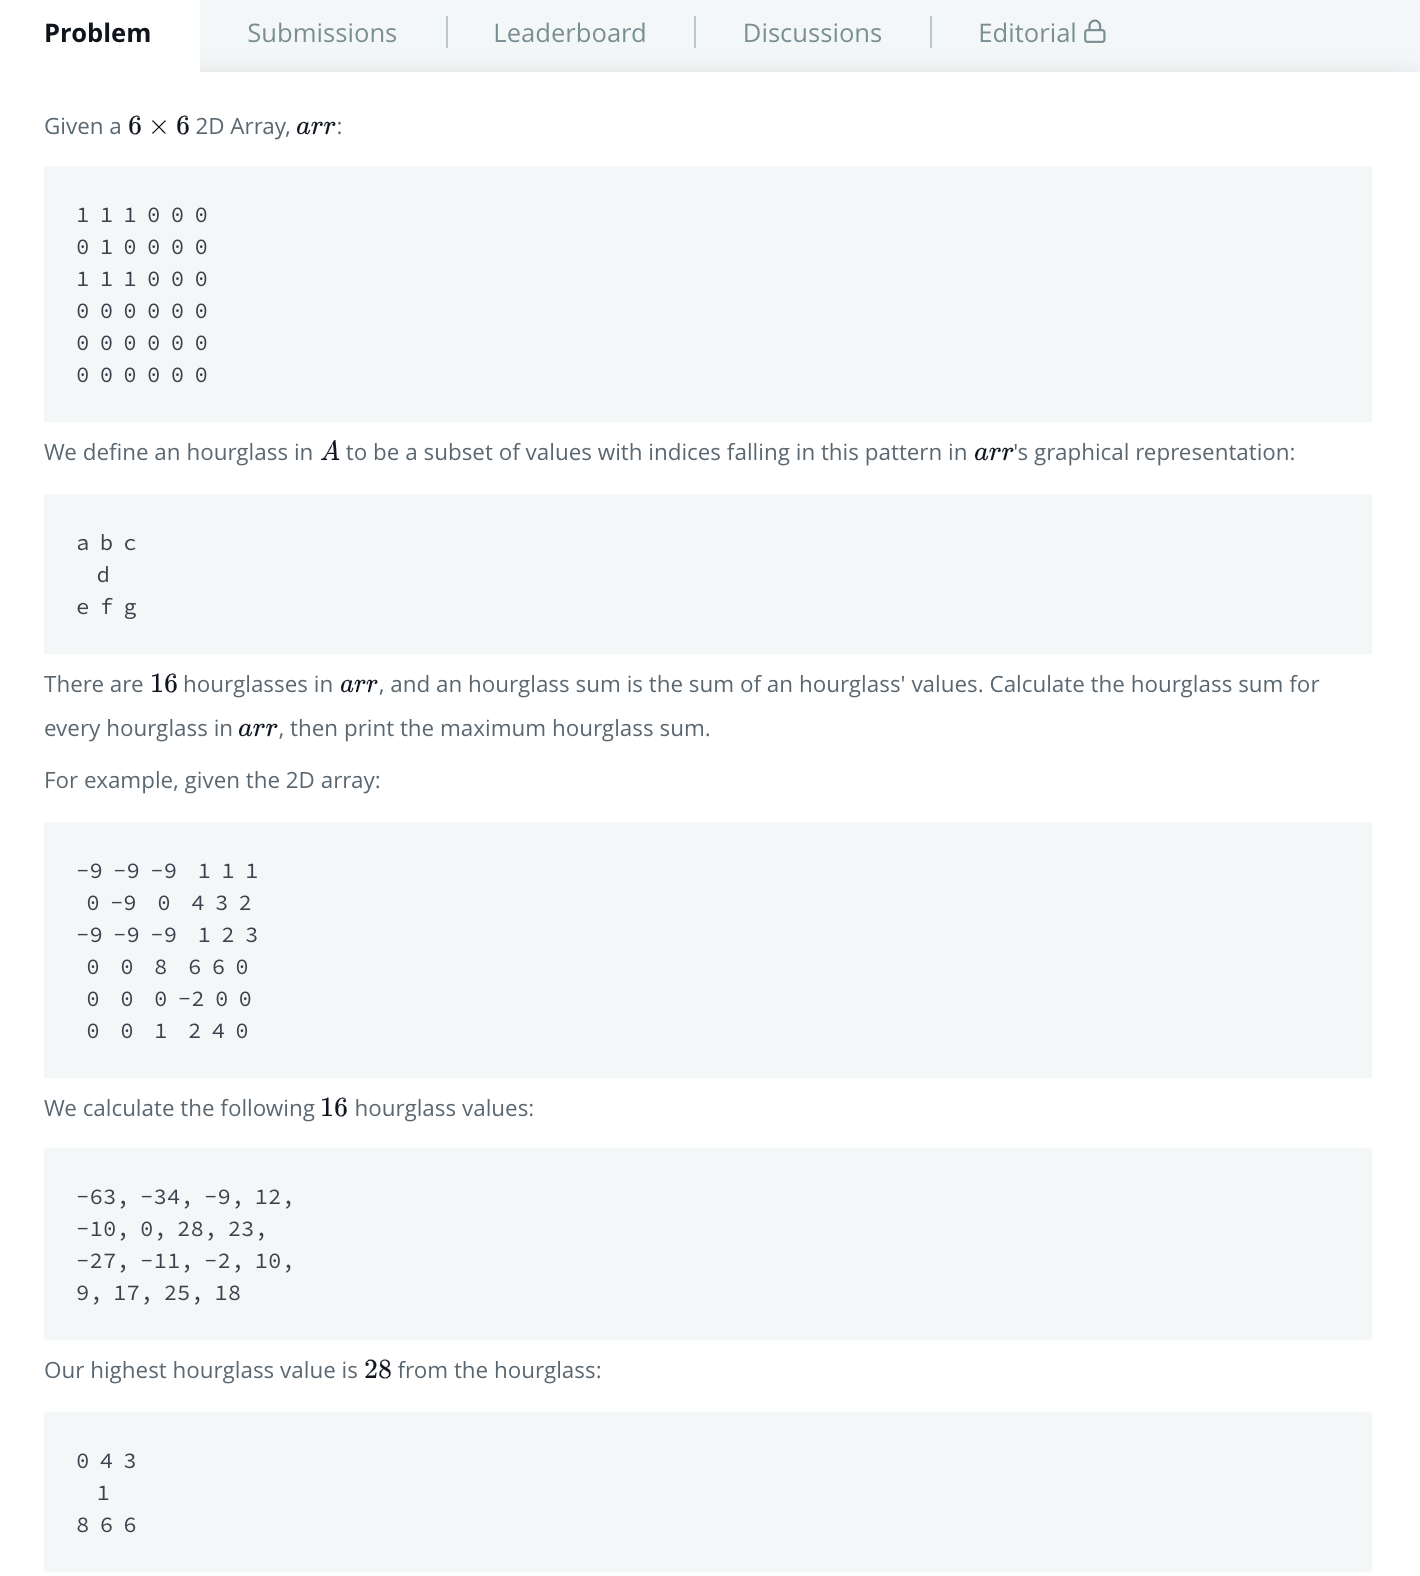 Problem
Submissions
Leaderboard
Discussions
Editorial
Given a 6 × 6 2D Array, arr:
1 1 1 0 0 0
0 1 0 0 0 0
1 1 1 0 0 0
0 0 0 0 0 0
0 0 0 0 0 0
0 0 0 0 0 0
We define an hourglass in A to be a subset of values with indices falling in this pattern in arr's graphical representation:
a b c
  d
e f g
There are 16 hourglasses in arr, and an hourglass sum is the sum of an hourglass' values. Calculate the hourglass sum for
every hourglass in arr, then print the maximum hourglass sum.
For example, given the 2D array:
-9 -9 -9  1 1 1
 0 -9  0  4 3 2
-9 -9 -9  1 2 3
 0  0  8  6 6 0
 0  0  0 -2 0 0
 0  0  1  2 4 0
We calculate the following 16 hourglass values:
-63, -34, -9, 12,
-10, 0, 28, 23,
-27, -11, -2, 10,
9, 17, 25, 18
Our highest hourglass value is 28 from the hourglass:
0 4 3
  1
8 6 6